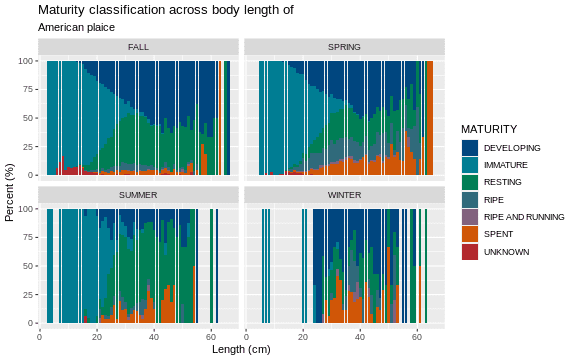 Maturity classification across body length of
American plaice
FALL
SPRING
100
75
50
25
0
SUMMER
WINTER
100
75
50
25
0
0
20
40
60
0
20
40
60
Length (cm)
Percent (%)
MATURITY
DEVELOPING
IMMATURE
RESTING
RIPE
RIPE AND RUNNING
SPENT
UNKNOWN